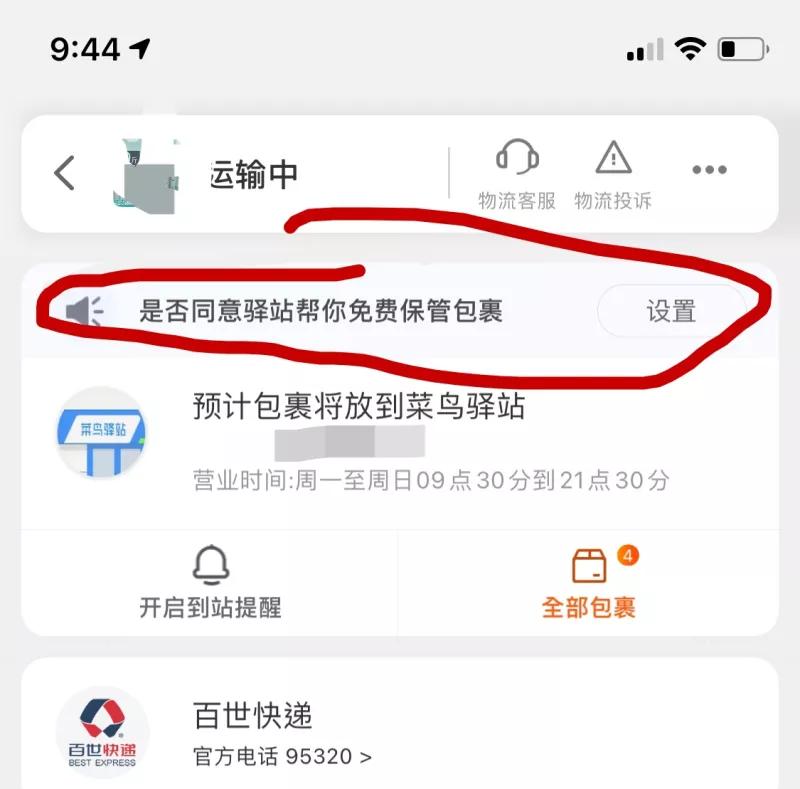 9:44
运输中
物流客服
物流投诉
是否同意驿站帮你免费保管包裹
设置
菜鸟驿站
预计包裹将放到菜鸟驿站
营业时间:周一至周日09点30分到21点30分
开启到站提醒
4
全部包裹
百世快递
BEST EXPRESS
百世快递
官方电话 95320 >